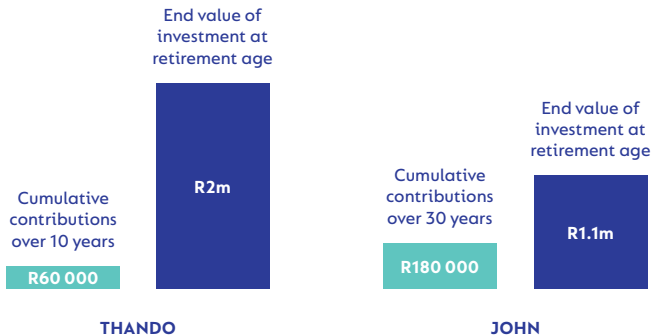 End value of
investment at
retirement age
R2m
Cumulative
contributions
over 10 years
R60 000
THANDO
End value of
investment at
retirement age
R1.1m
Cumulative
contributions
over 30 years
R180 000
JOHN